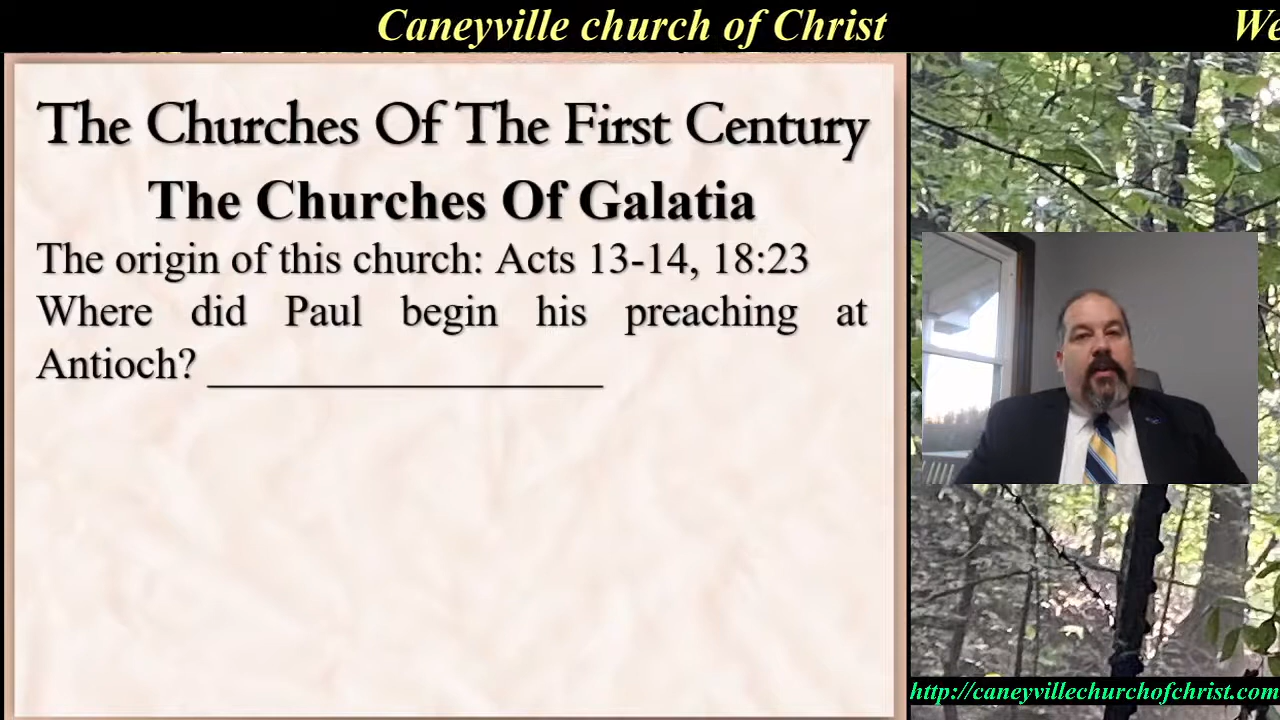 Caneyville church of Christ We
The Churches Of The First Century
The Churches Of Galatia
The origin of this church: Acts 13-14, 18:23
Where did Paul begin his preaching at
Antioch? ___________________
http://caneyvillechurchofchrist.com